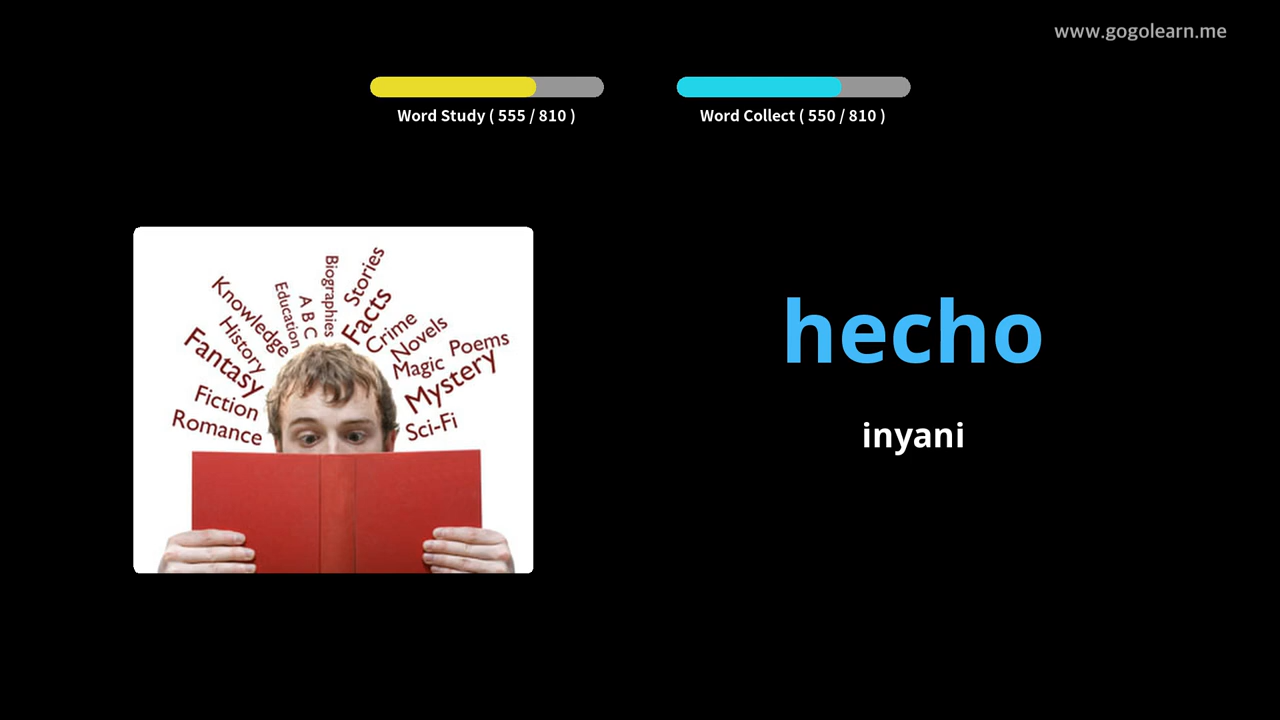 www.gogolearn.me
Word Study ( 555 / 810 )
Word Collect ( 550 / 810 )
Biographies
Stories
Education
A B C
Facts
Knowledge
Crime
History
Novels
Fantasy
Magic
Poems
Mystery
Fiction
Romance
Sci-Fi
hecho
inyani